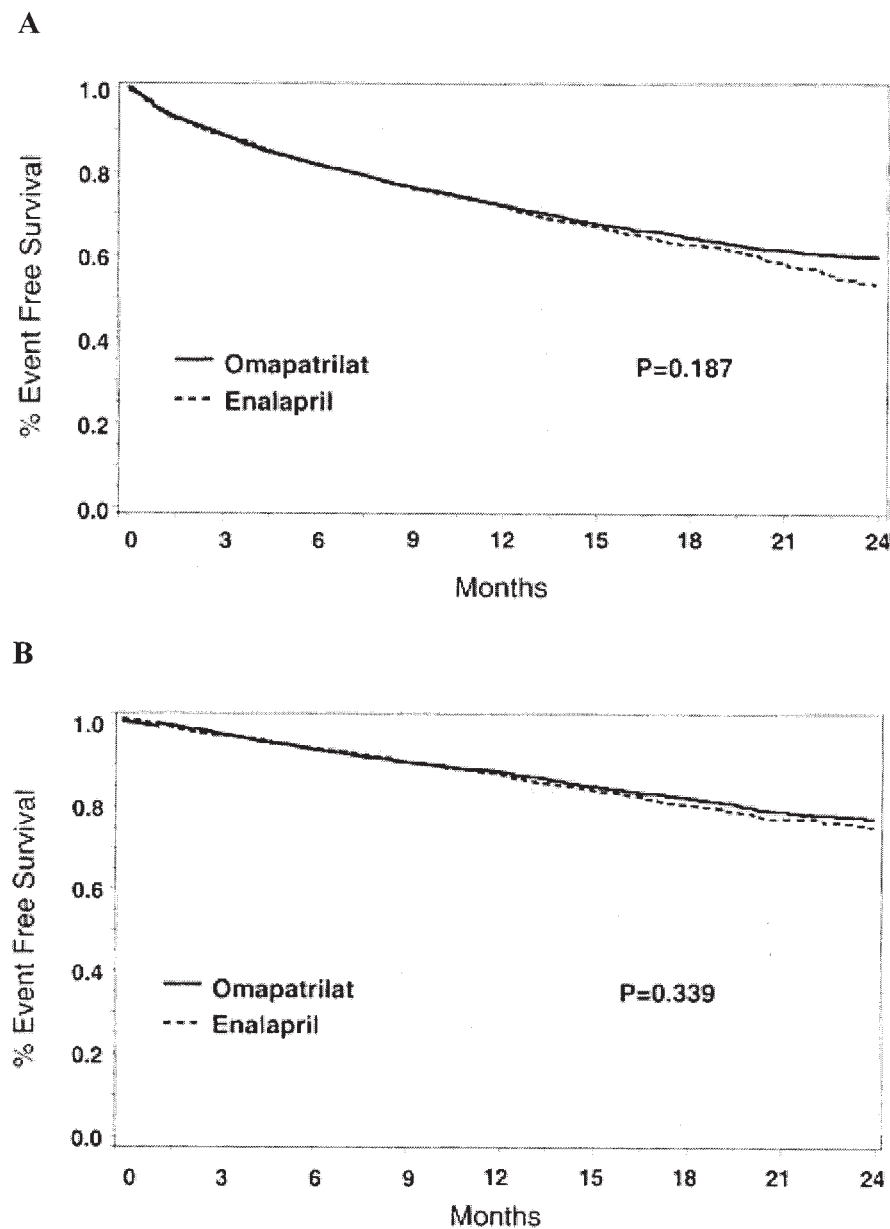 A
% Event Free Survival
1.0
0.8
0.6
0.4
0.2
0.0
Omapatrilat
Enalapril
P=0.187
0 3 6 9 12 15 18 21 24
Months
B
% Event Free Survival
1.0
0.8
0.6
0.4
0.2
0.0
Omapatrilat
Enalapril
P=0.339
0 3 6 9 12 15 18 21 24
Months